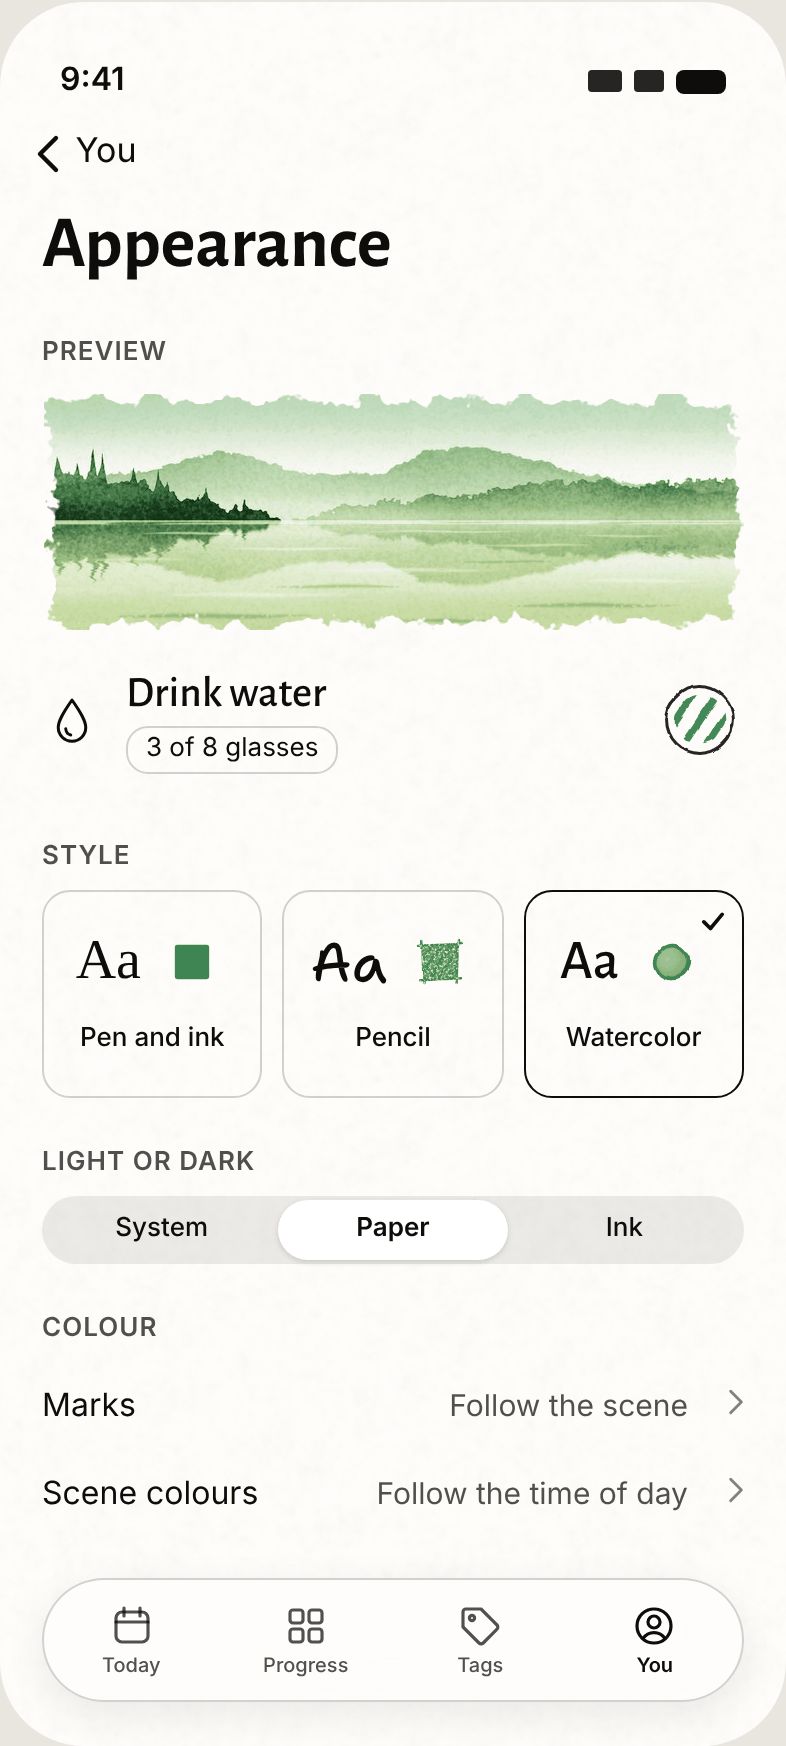 9:41
You
Appearance
PREVIEW
Drink water
3 of 8 glasses
STYLE
Aa
Aa
Aa
Pen and ink
Pencil
Watercolor
LIGHT OR DARK
System
Paper
Ink
COLOUR
Marks
Follow the scene
Scene colours
Follow the time of day
Today
Progress
Tags
You